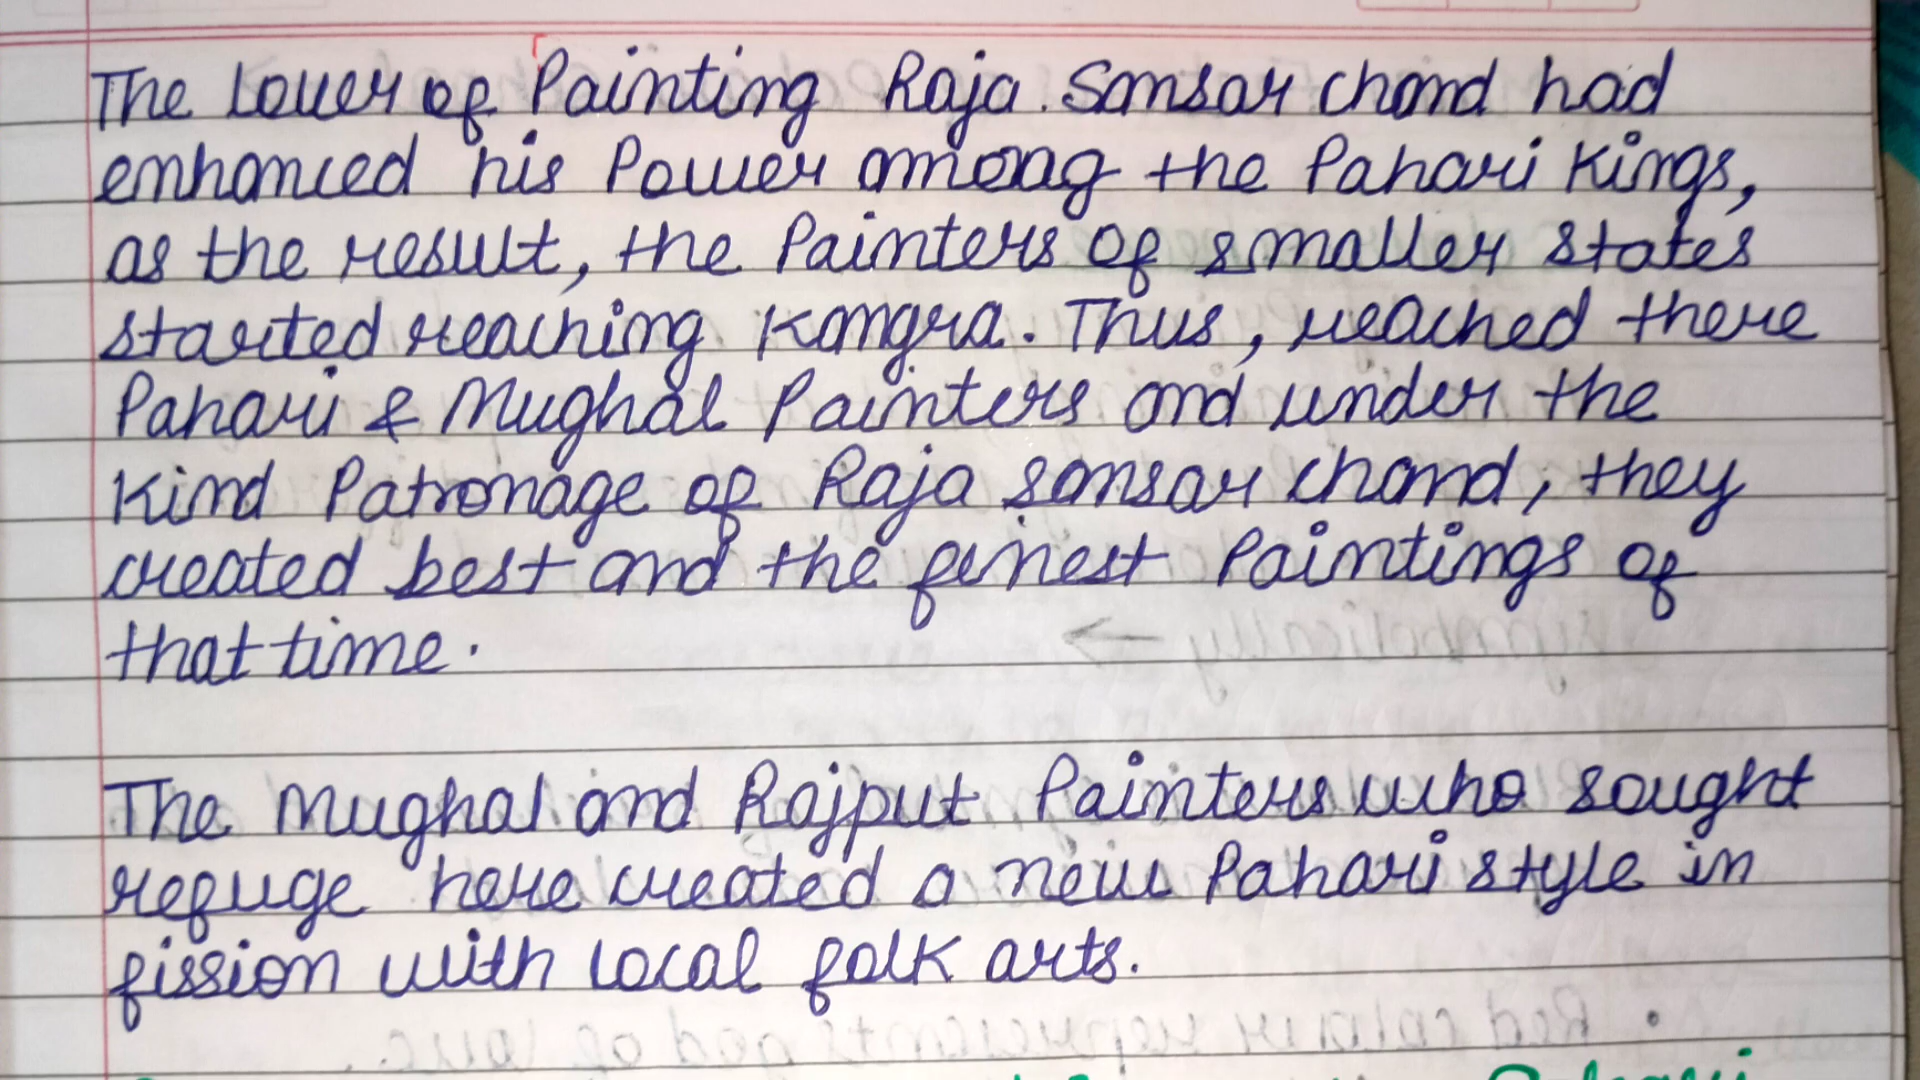 The Lover of Painting Raja. Sansar chand had
enhanced his Power among the Pahari Kings,
as the result, the Painters of smaller states
started reaching Kangra. Thus, reached there
Pahari & Mughal Painters and under the
Kind Patronage of Raja sansar chand, they
created best and the finest Paintings of
that time.
The Mughal and Rajput Painters who sought
refuge here created a new Pahari style in
fission with local folk arts.